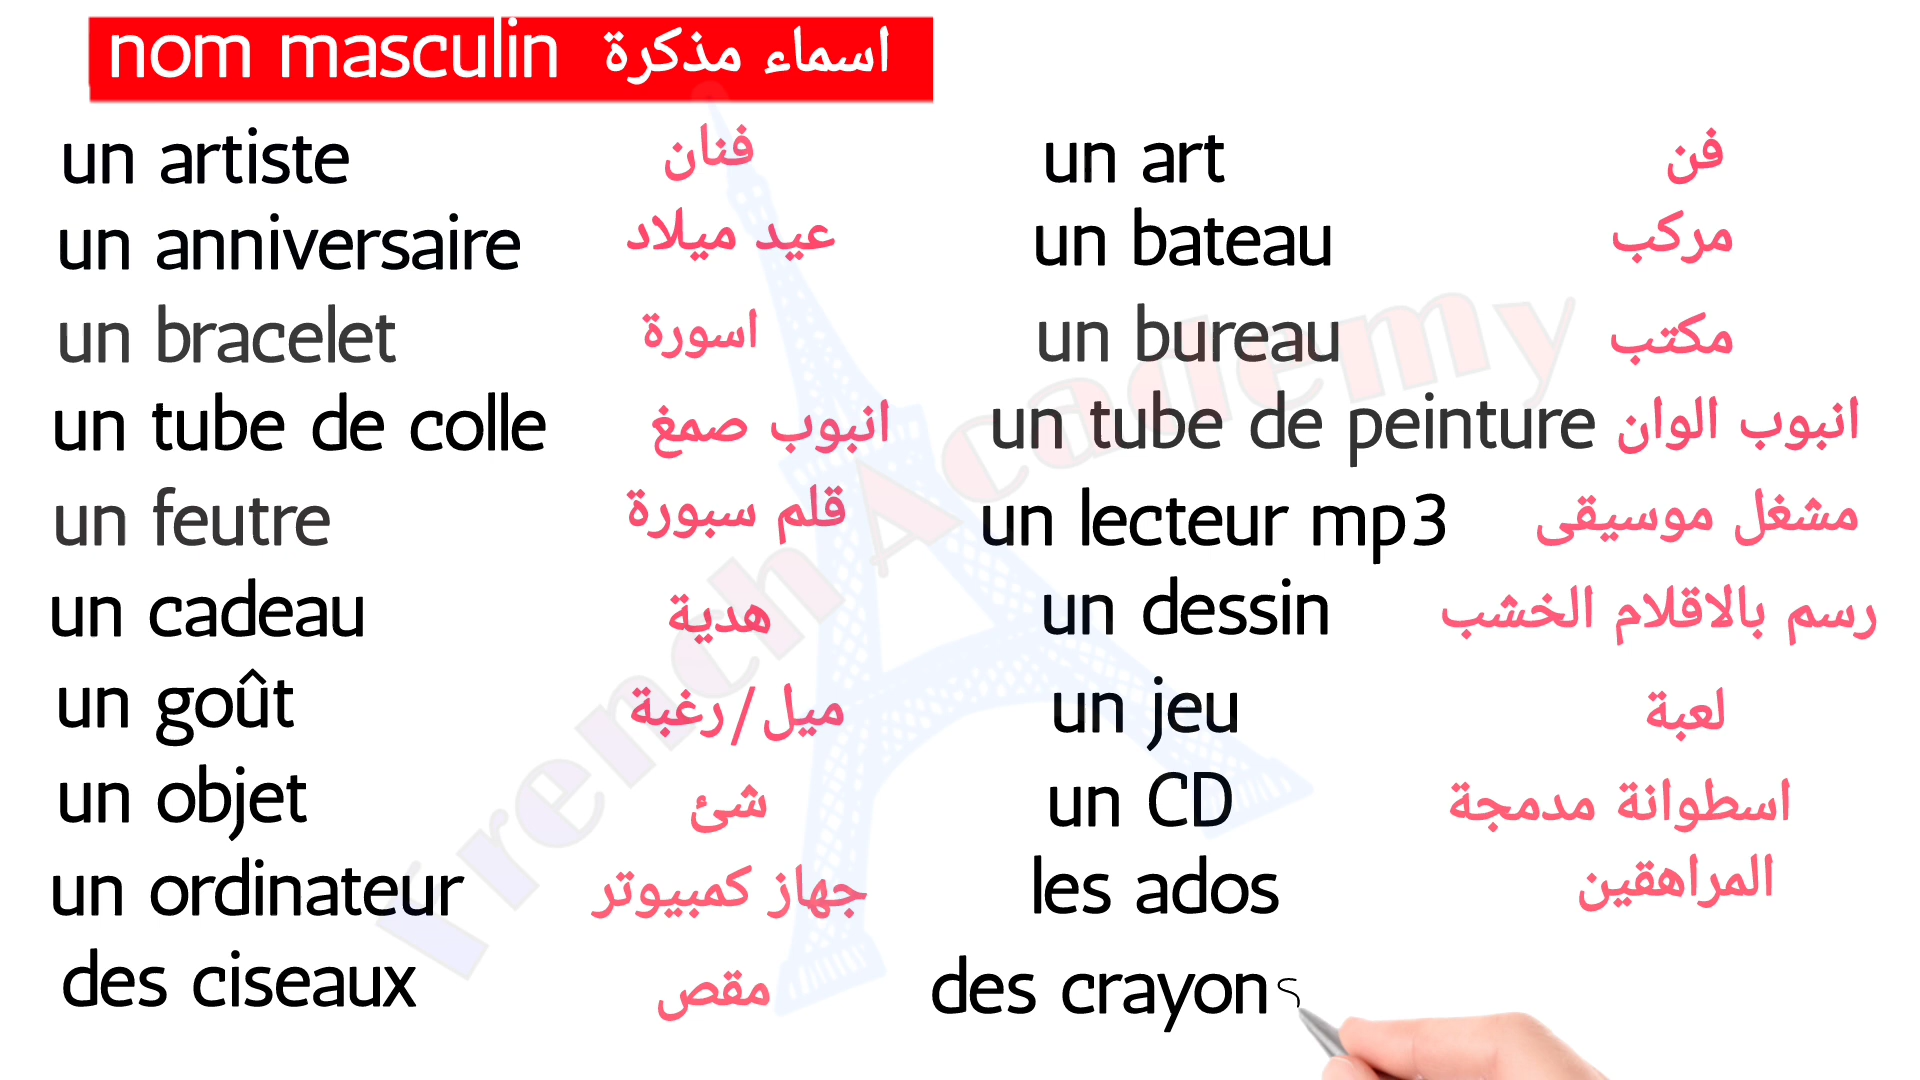 nom masculin اسماء مذكرة
un artiste فنان
un anniversaire عيد ميلاد
un bracelet اسورة
un tube de colle انبوب صمغ
un feutre قلم سبورة
un cadeau هدية
un goût ميل/رغبة
un objet شئ
un ordinateur جهاز كمبيوتر
des ciseaux مقص
un art فن
un bateau مركب
un bureau مكتب
un tube de peinture انبوب الوان
un lecteur mp3 مشغل موسيقى
un dessin رسم بالاقلام الخشب
un jeu لعبة
un CD اسطوانة مدمجة
les ados المراهقين
des crayons
French Academy